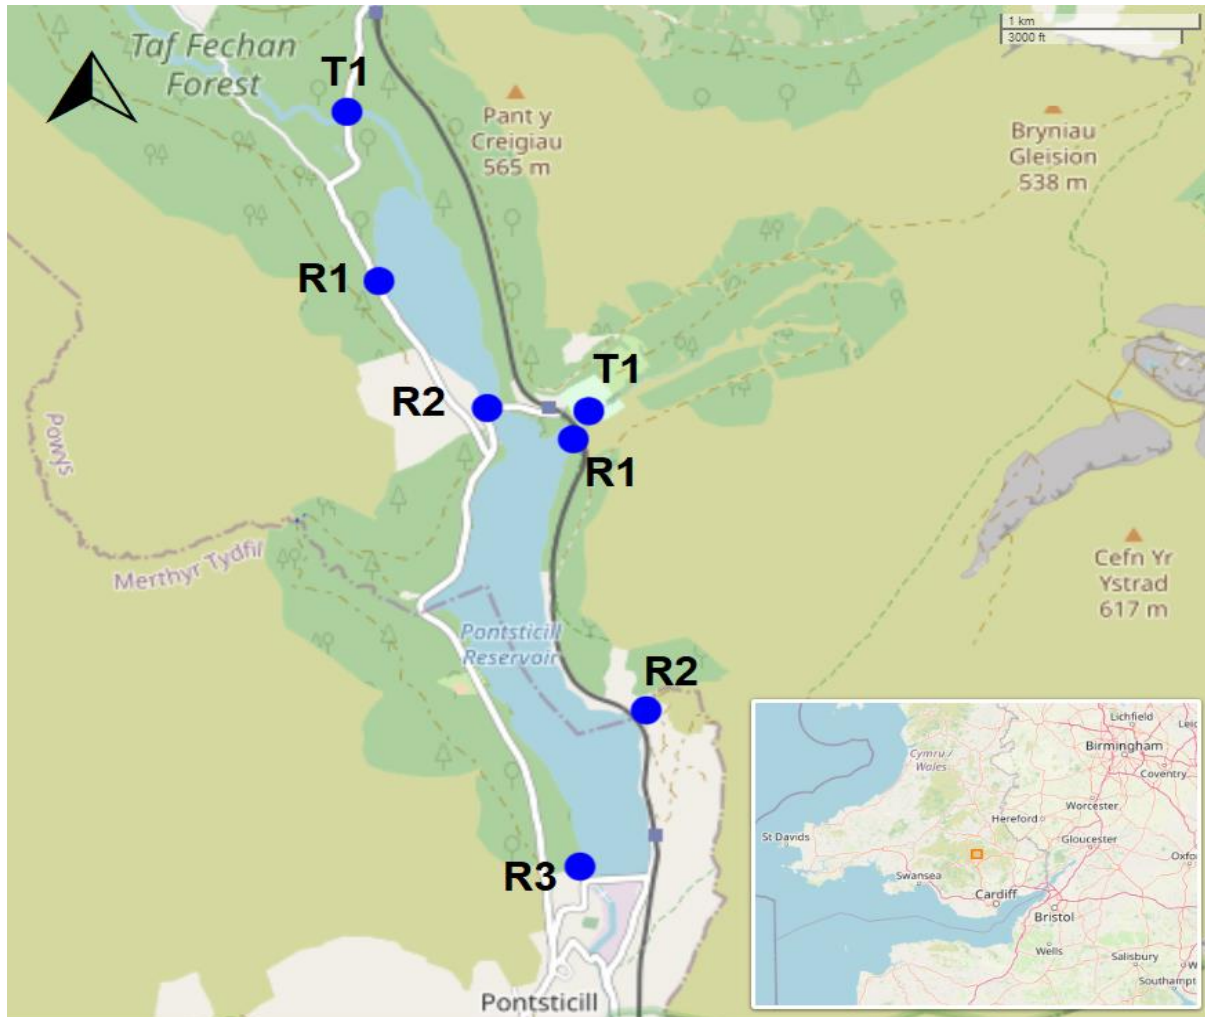 1 km
3000 ft
Taf Fechan
Forest
T1
Pant y
Creigiau
565 m
Bryniau
Gleision
538 m
R1
T1
R2
R1
Powys
Merthyr Tydfil
Cefn Yr
Ystrad
617 m
Pontsticill
Reservoir
R2
R3
Pontsticill
Lichfield
Cymru /
Wales
Birmingham
Coventry
Worcester
Hereford
St Davids
Gloucester
Oxfo
Swansea
Cardiff
Bristol
Wells
Salisbury
W
Southampt